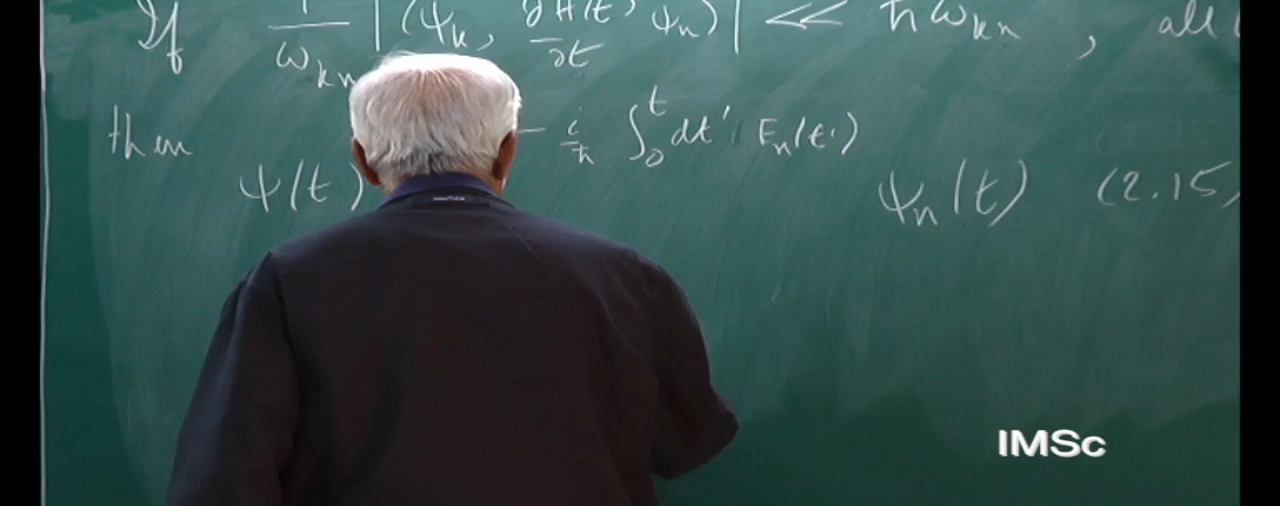 If 1/ω_kn |(ψ_k, ∂H(t)/∂t ψ_n)| << ħω_kn, all
then - i/ħ ∫_0^t dt' E_n(t')
ψ(t) ψ_n(t) (2.15)
IMSc